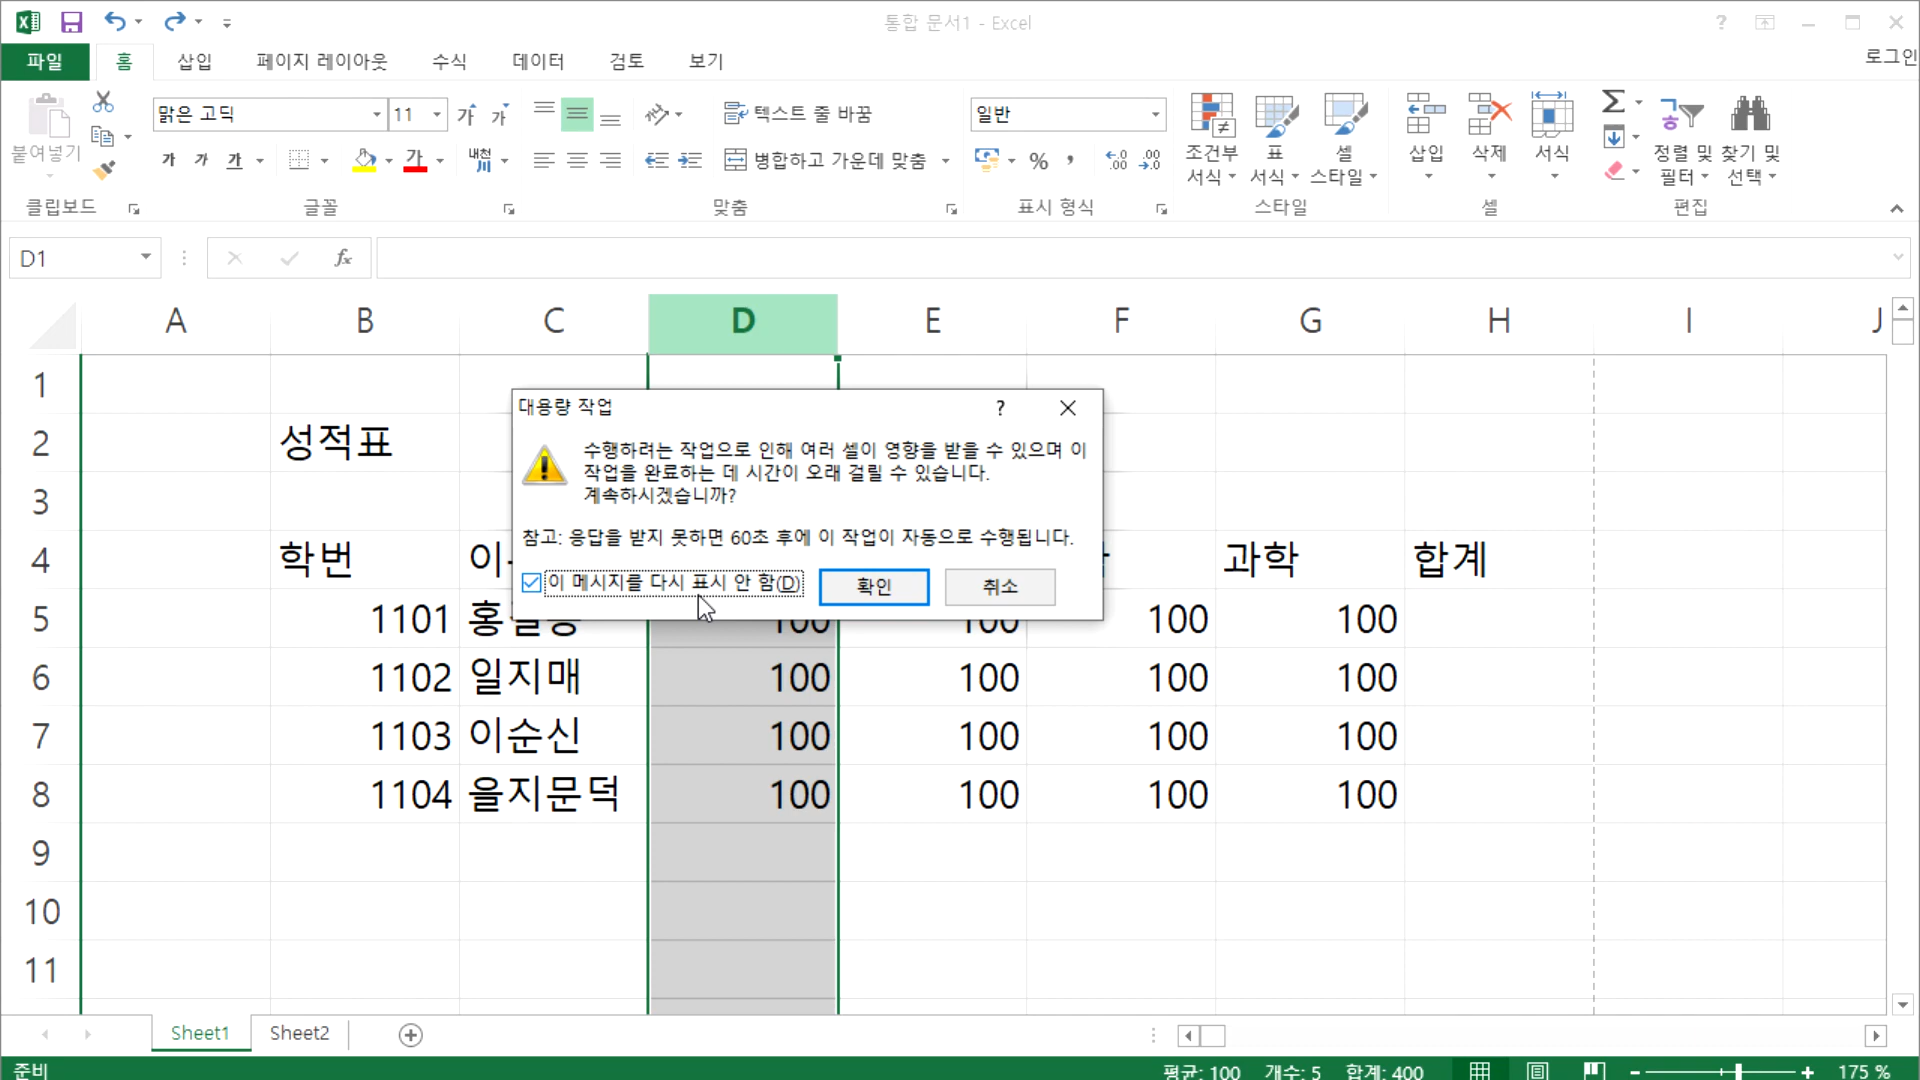 통합 문서1 - Excel
?
파일 홈 삽입 페이지 레이아웃 수식 데이터 검토 보기 로그인
붙여넣기
맑은 고딕 11 가 가
텍스트 줄 바꿈
일반
가 가 가 가 내천 川
병합하고 가운데 맞춤
% , .00 .00
조건부 서식
표 서식
셀 스타일
삽입 삭제 서식
Σ
정렬 및 필터
찾기 및 선택
클립보드 글꼴 맞춤 표시 형식 스타일 셀 편집
D1 fx
A B C D E F G H I J
1
2 성적표
3
4 학번 과학 합계
5 1101 100 100 100 100
6 1102 일지매 100 100 100 100
7 1103 이순신 100 100 100 100
8 1104 을지문덕 100 100 100 100
9
10
11
대용량 작업 ?
수행하려는 작업으로 인해 여러 셀이 영향을 받을 수 있으며 이
작업을 완료하는 데 시간이 오래 걸릴 수 있습니다.
계속하시겠습니까?
참고: 응답을 받지 못하면 60초 후에 이 작업이 자동으로 수행됩니다.
이 메시지를 다시 표시 안 함(D) 확인 취소
Sheet1 Sheet2
준비 평균: 100 개수: 5 합계: 400 175 %